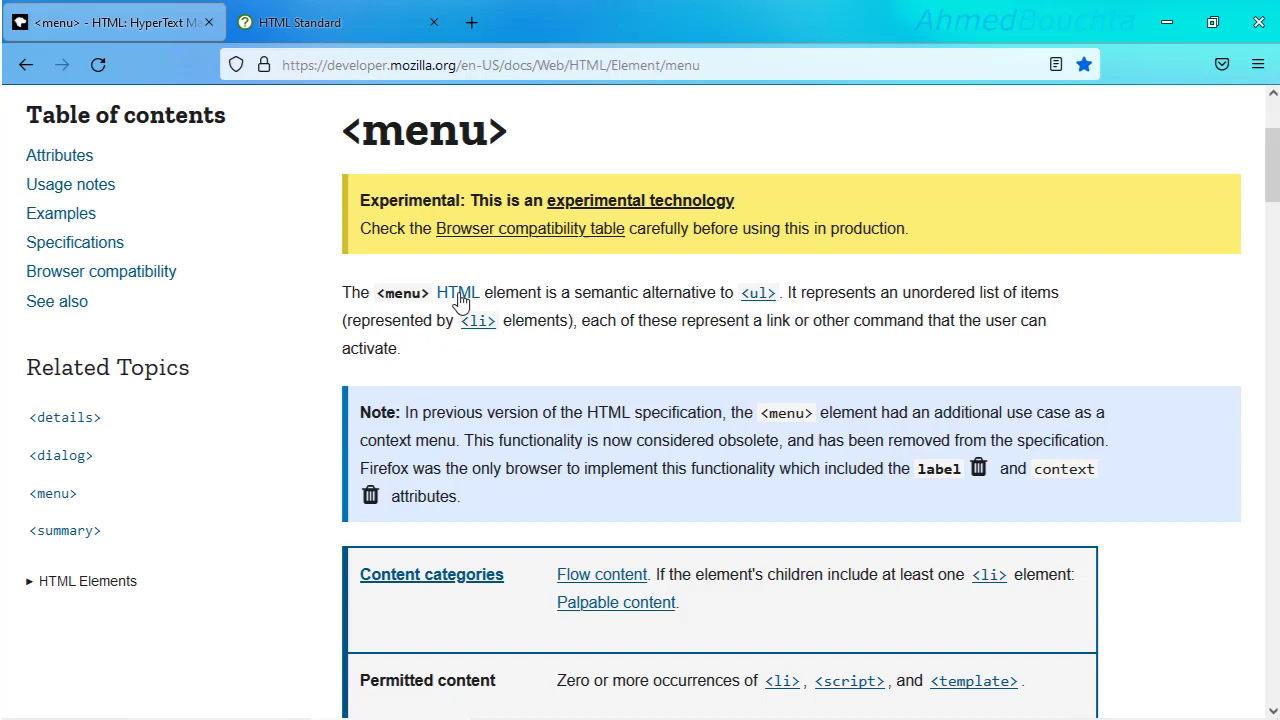 <menu> - HTML: HyperText Ma
HTML Standard
AhmedBouchta
https://developer.mozilla.org/en-US/docs/Web/HTML/Element/menu
Table of contents
Attributes
Usage notes
Examples
Specifications
Browser compatibility
See also
Related Topics
<details>
<dialog>
<menu>
<summary>
HTML Elements
<menu>
Experimental: This is an experimental technology
Check the Browser compatibility table carefully before using this in production.
The <menu> HTML element is a semantic alternative to <ul>. It represents an unordered list of items
(represented by <li> elements), each of these represent a link or other command that the user can
activate.
Note: In previous version of the HTML specification, the <menu> element had an additional use case as a
context menu. This functionality is now considered obsolete, and has been removed from the specification.
Firefox was the only browser to implement this functionality which included the label and context
attributes.
Content categories
Flow content. If the element's children include at least one <li> element:
Palpable content.
Permitted content
Zero or more occurrences of <li>, <script>, and <template>.